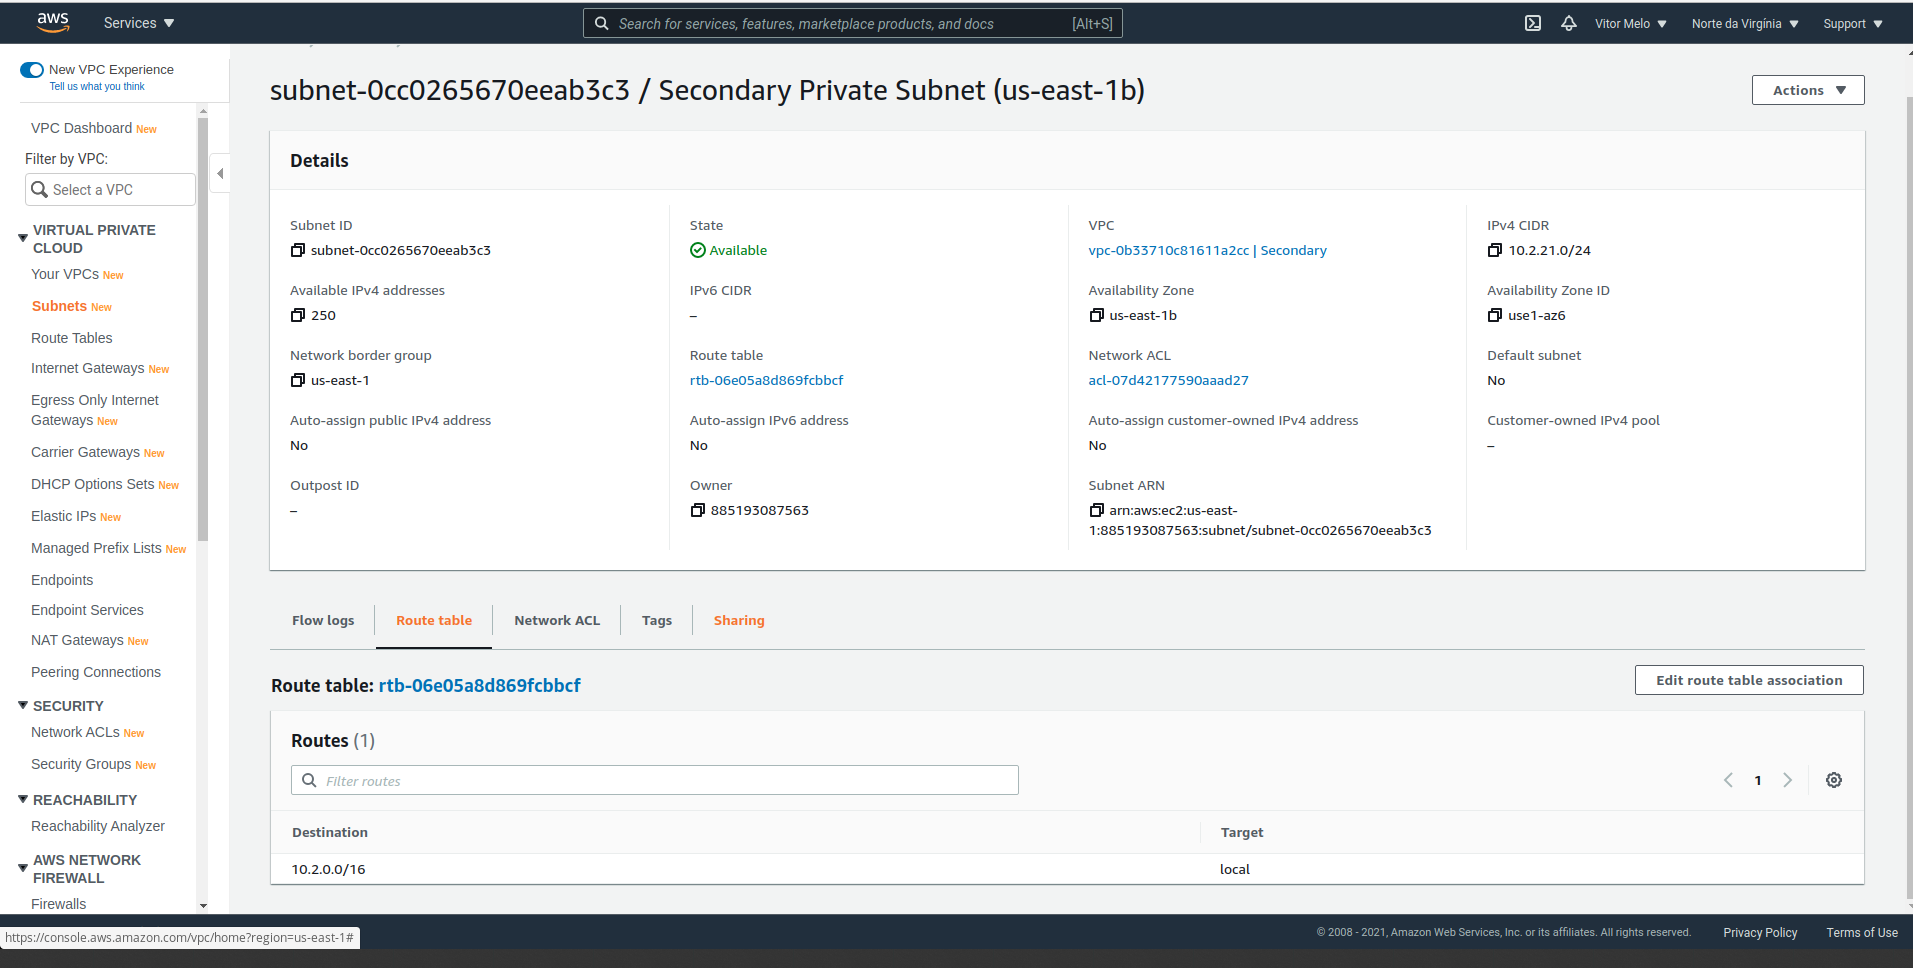 aws
Services
Search for services, features, marketplace products, and docs
[Alt+S]
Vitor Melo
Norte da Virgínia
Support
New VPC Experience
Tell us what you think
VPC Dashboard New
Filter by VPC:
Select a VPC
VIRTUAL PRIVATE
CLOUD
Your VPCs New
Subnets New
Route Tables
Internet Gateways New
Egress Only Internet
Gateways New
Carrier Gateways New
DHCP Options Sets New
Elastic IPs New
Managed Prefix Lists New
Endpoints
Endpoint Services
NAT Gateways New
Peering Connections
SECURITY
Network ACLs New
Security Groups New
REACHABILITY
Reachability Analyzer
AWS NETWORK
FIREWALL
Firewalls
subnet-0cc0265670eeab3c3 / Secondary Private Subnet (us-east-1b)
Actions
Details
Subnet ID
subnet-0cc0265670eeab3c3
State
Available
VPC
vpc-0b33710c81611a2cc | Secondary
IPv4 CIDR
10.2.21.0/24
Available IPv4 addresses
250
IPv6 CIDR
–
Availability Zone
us-east-1b
Availability Zone ID
use1-az6
Network border group
us-east-1
Route table
rtb-06e05a8d869fcbbcf
Network ACL
acl-07d42177590aaad27
Default subnet
No
Auto-assign public IPv4 address
No
Auto-assign IPv6 address
No
Auto-assign customer-owned IPv4 address
No
Customer-owned IPv4 pool
–
Outpost ID
–
Owner
885193087563
Subnet ARN
arn:aws:ec2:us-east-
1:885193087563:subnet/subnet-0cc0265670eeab3c3
Flow logs
Route table
Network ACL
Tags
Sharing
Route table: rtb-06e05a8d869fcbbcf
Edit route table association
Routes (1)
Filter routes
1
Destination
Target
10.2.0.0/16
local
https://console.aws.amazon.com/vpc/home?region=us-east-1#
© 2008 - 2021, Amazon Web Services, Inc. or its affiliates. All rights reserved.
Privacy Policy
Terms of Use